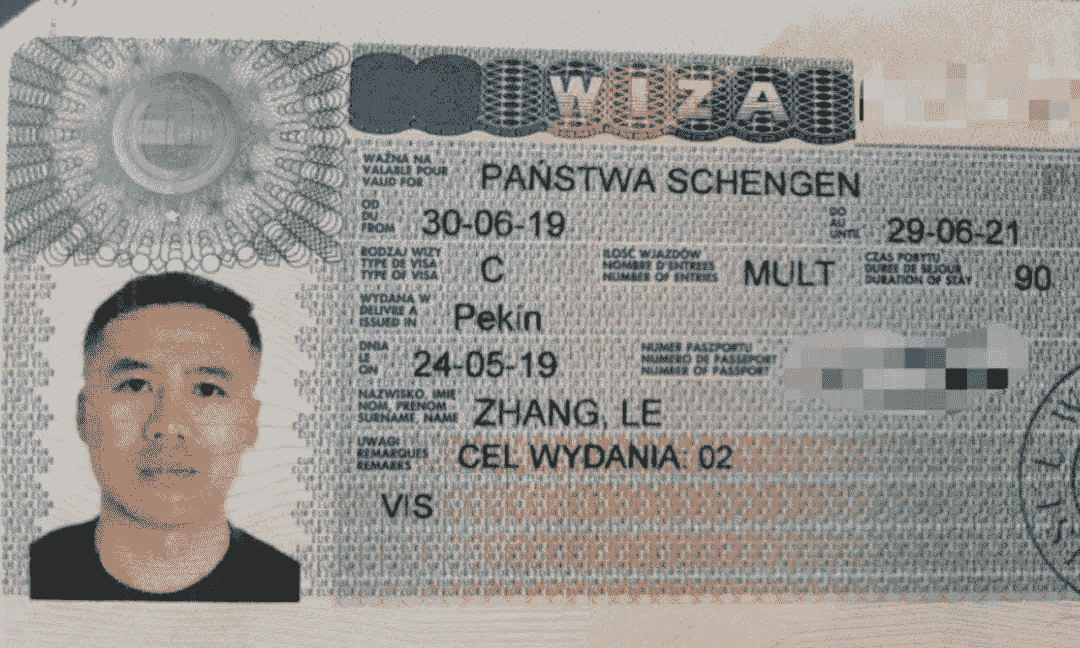 WIZA
WAŻNA NA
VALABLE POUR
VALID FOR
PAŃSTWA SCHENGEN
OD
DU
FROM
30-06-19
DO
AU
UNTIL
29-06-21
RODZAJ WIZY
TYPE DE VISA
TYPE OF VISA
C
ILOŚĆ WJAZDÓW
NOMBRE D'ENTREES
NUMBER OF ENTRIES
MULT
CZAS POBYTU
DUREE DE SEJOUR
DURATION OF STAY
90
WYDANA W
DELIVRE A
ISSUED IN
Pekin
DNIA
LE
ON
24-05-19
NUMER PASZPORTU
NUMERO DE PASSEPORT
NUMBER OF PASSPORT
NAZWISKO, IMIĘ
NOM, PRENOM
SURNAME, NAME
ZHANG, LE
UWAGI
REMARQUES
REMARKS
CEL WYDANIA: 02
VIS